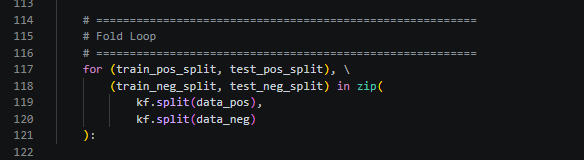 113
114 # =========================================================
115 # Fold Loop
116 # =========================================================
117 for (train_pos_split, test_pos_split), \
118 (train_neg_split, test_neg_split) in zip(
119 kf.split(data_pos),
120 kf.split(data_neg)
121 ):
122